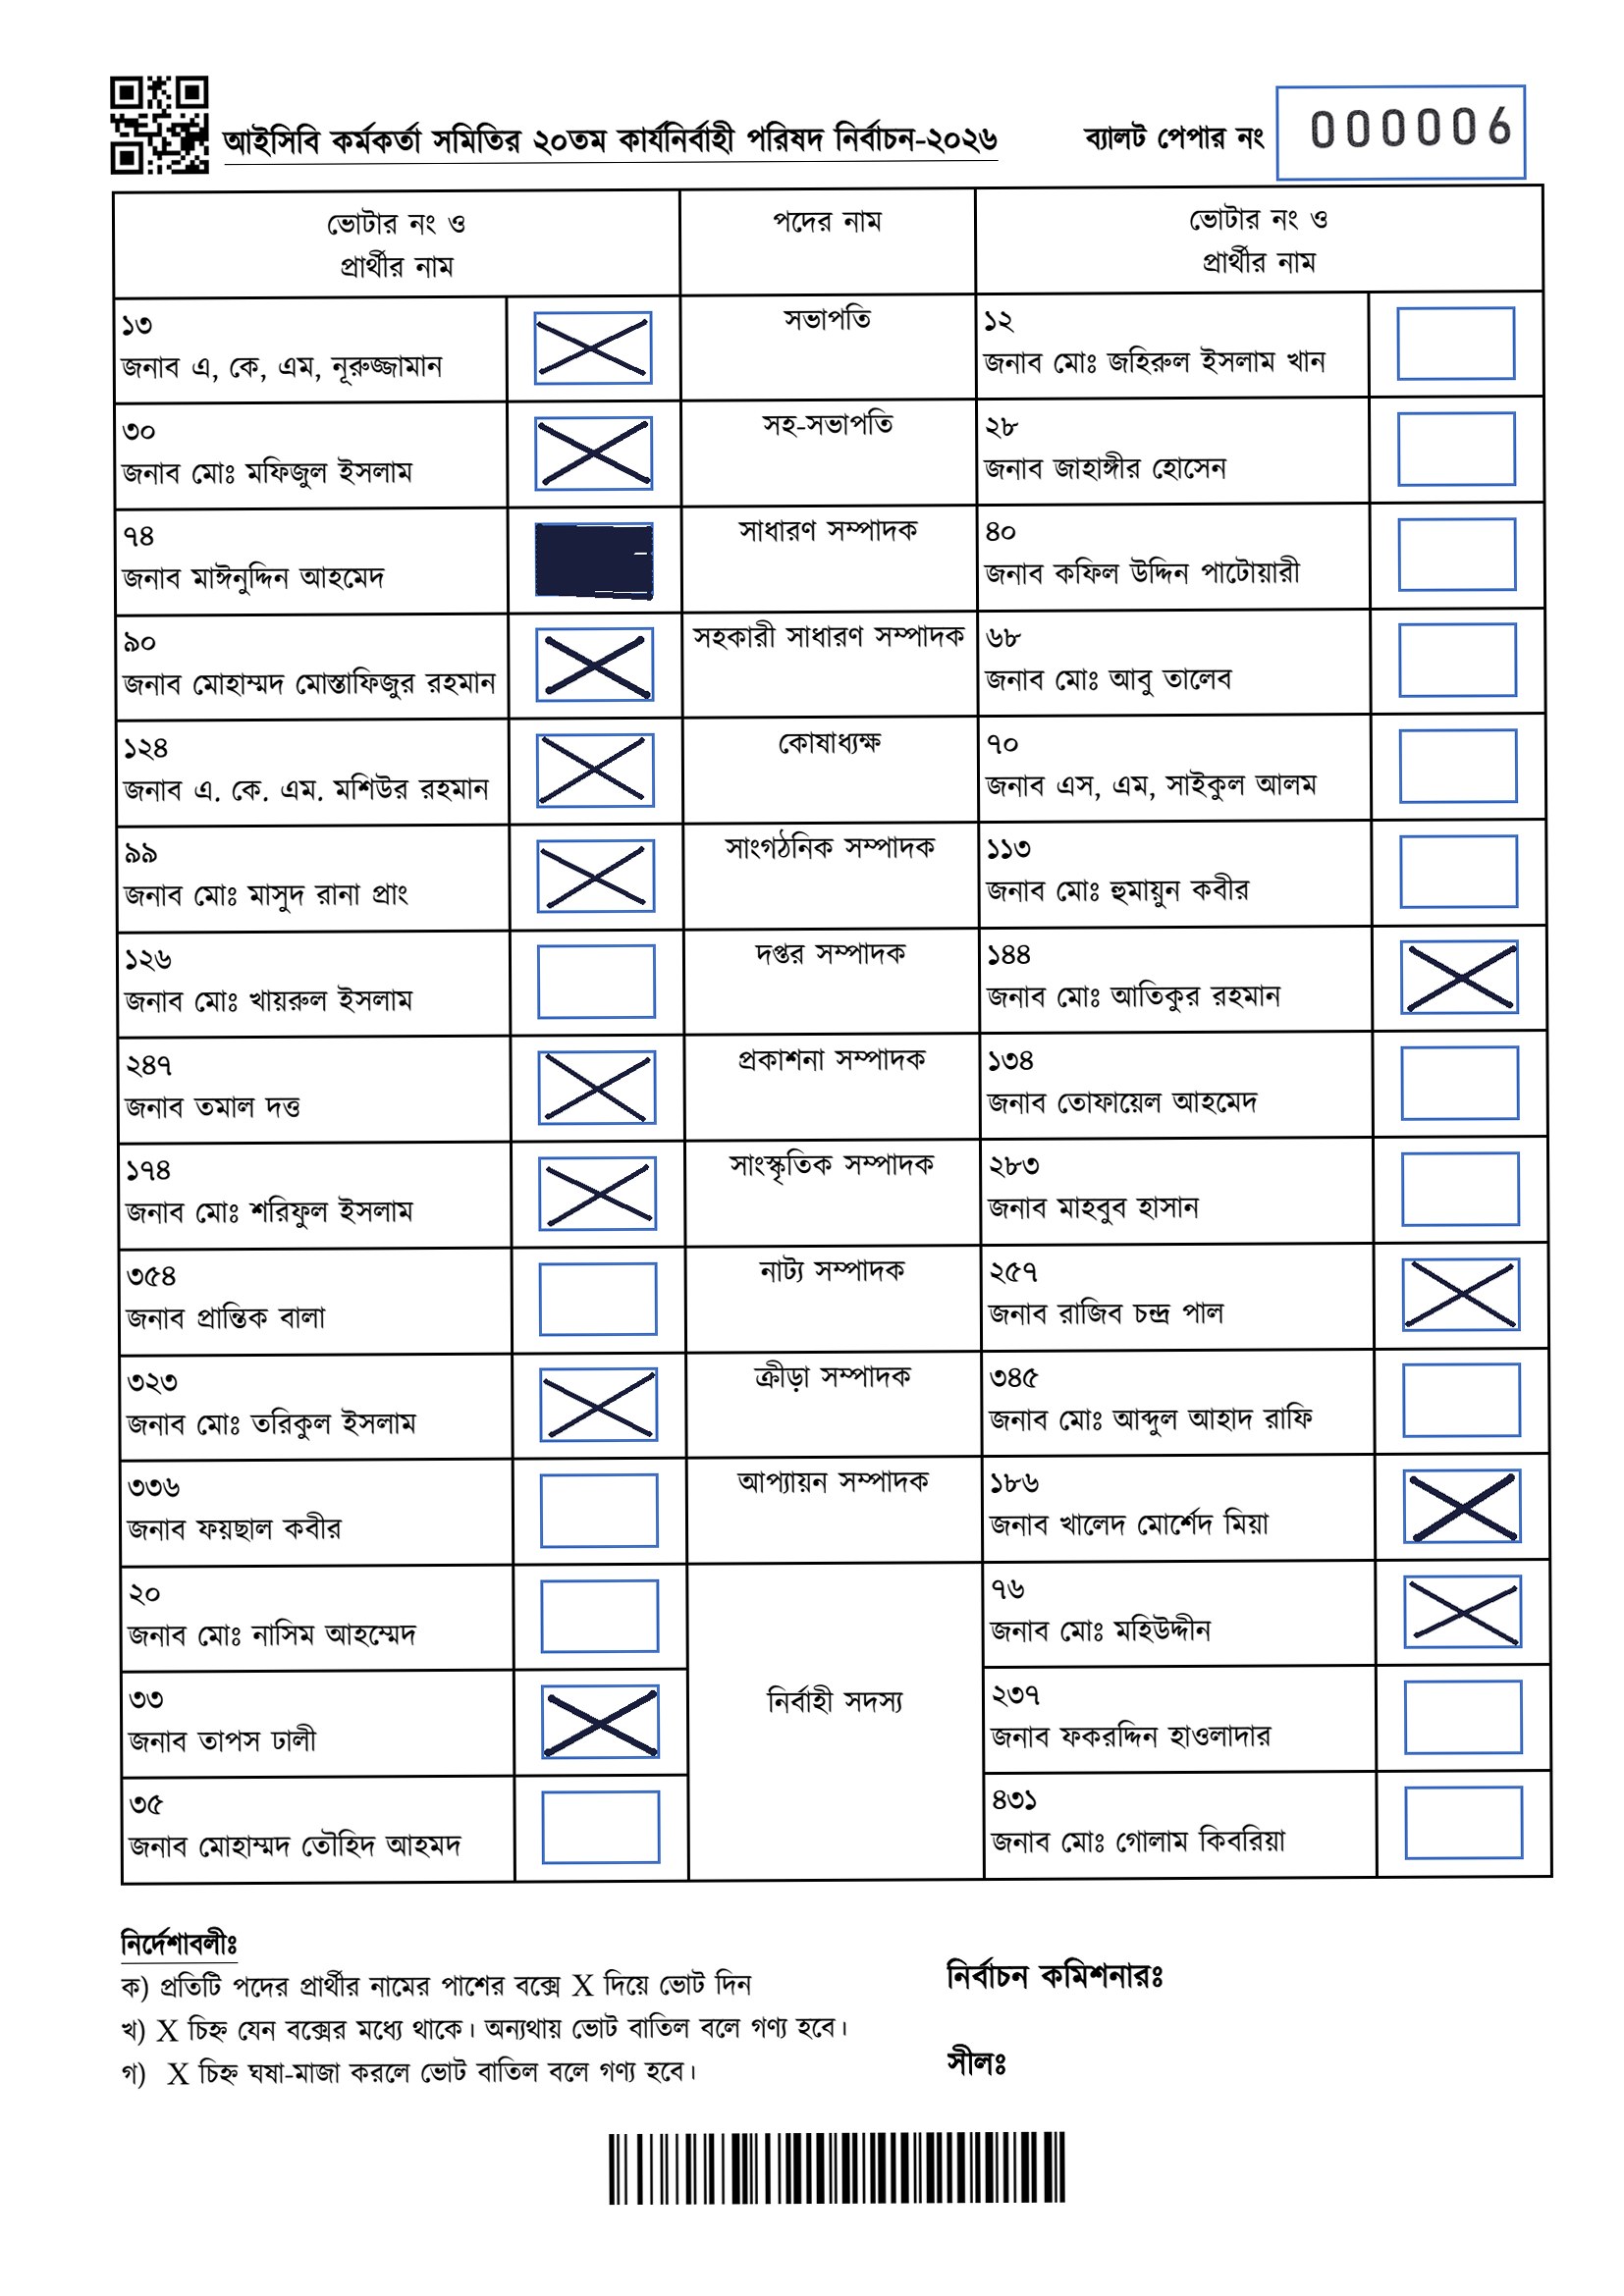 আইসিবি কর্মকর্তা সমিতির ২০তম কার্যনির্বাহী পরিষদ নির্বাচন-২০২৬
ব্যালট পেপার নং
000006
ভোটার নং ও
প্রার্থীর নাম
পদের নাম
ভোটার নং ও
প্রার্থীর নাম
১৩
জনাব এ, কে, এম, নূরুজ্জামান
সভাপতি
১২
জনাব মোঃ জহিরুল ইসলাম খান
৩০
জনাব মোঃ মফিজুল ইসলাম
সহ-সভাপতি
২৮
জনাব জাহাঙ্গীর হোসেন
৭৪
জনাব মাঈনুদ্দিন আহমেদ
সাধারণ সম্পাদক
৪০
জনাব কফিল উদ্দিন পাটোয়ারী
৯০
জনাব মোহাম্মদ মোস্তাফিজুর রহমান
সহকারী সাধারণ সম্পাদক
৬৮
জনাব মোঃ আবু তালেব
১২৪
জনাব এ. কে. এম. মশিউর রহমান
কোষাধ্যক্ষ
৭০
জনাব এস, এম, সাইকুল আলম
৯৯
জনাব মোঃ মাসুদ রানা প্রাং
সাংগঠনিক সম্পাদক
১১৩
জনাব মোঃ হুমায়ুন কবীর
১২৬
জনাব মোঃ খায়রুল ইসলাম
দপ্তর সম্পাদক
১৪৪
জনাব মোঃ আতিকুর রহমান
২৪৭
জনাব তমাল দত্ত
প্রকাশনা সম্পাদক
১৩৪
জনাব তোফায়েল আহমেদ
১৭৪
জনাব মোঃ শরিফুল ইসলাম
সাংস্কৃতিক সম্পাদক
২৮৩
জনাব মাহবুব হাসান
৩৫৪
জনাব প্রান্তিক বালা
নাট্য সম্পাদক
২৫৭
জনাব রাজিব চন্দ্র পাল
৩২৩
জনাব মোঃ তরিকুল ইসলাম
ক্রীড়া সম্পাদক
৩৪৫
জনাব মোঃ আব্দুল আহাদ রাফি
৩৩৬
জনাব ফয়ছাল কবীর
আপ্যায়ন সম্পাদক
১৮৬
জনাব খালেদ মোর্শেদ মিয়া
২০
জনাব মোঃ নাসিম আহম্মেদ
৭৬
জনাব মোঃ মহিউদ্দীন
৩৩
জনাব তাপস ঢালী
নির্বাহী সদস্য
২৩৭
জনাব ফকরদ্দিন হাওলাদার
৩৫
জনাব মোহাম্মদ তৌহিদ আহমদ
৪৩১
জনাব মোঃ গোলাম কিবরিয়া
নির্দেশাবলীঃ
ক) প্রতিটি পদের প্রার্থীর নামের পাশের বক্সে X দিয়ে ভোট দিন
খ) X চিহ্ন যেন বক্সের মধ্যে থাকে। অন্যথায় ভোট বাতিল বলে গণ্য হবে।
গ) X চিহ্ন ঘষা-মাজা করলে ভোট বাতিল বলে গণ্য হবে।
নির্বাচন কমিশনারঃ
সীলঃ